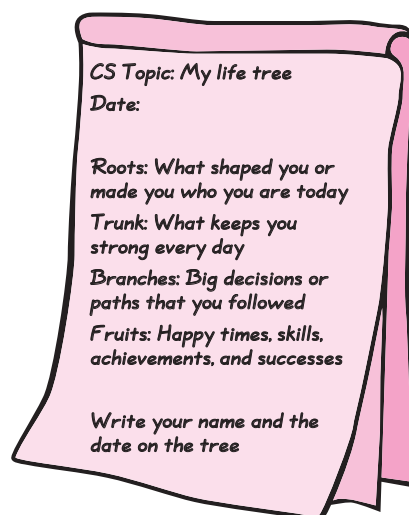 CS Topic: My life tree
Date:
Roots: What shaped you or
made you who you are today
Trunk: What keeps you
strong every day
Branches: Big decisions or
paths that you followed
Fruits: Happy times, skills,
achievements, and successes
Write your name and the
date on the tree